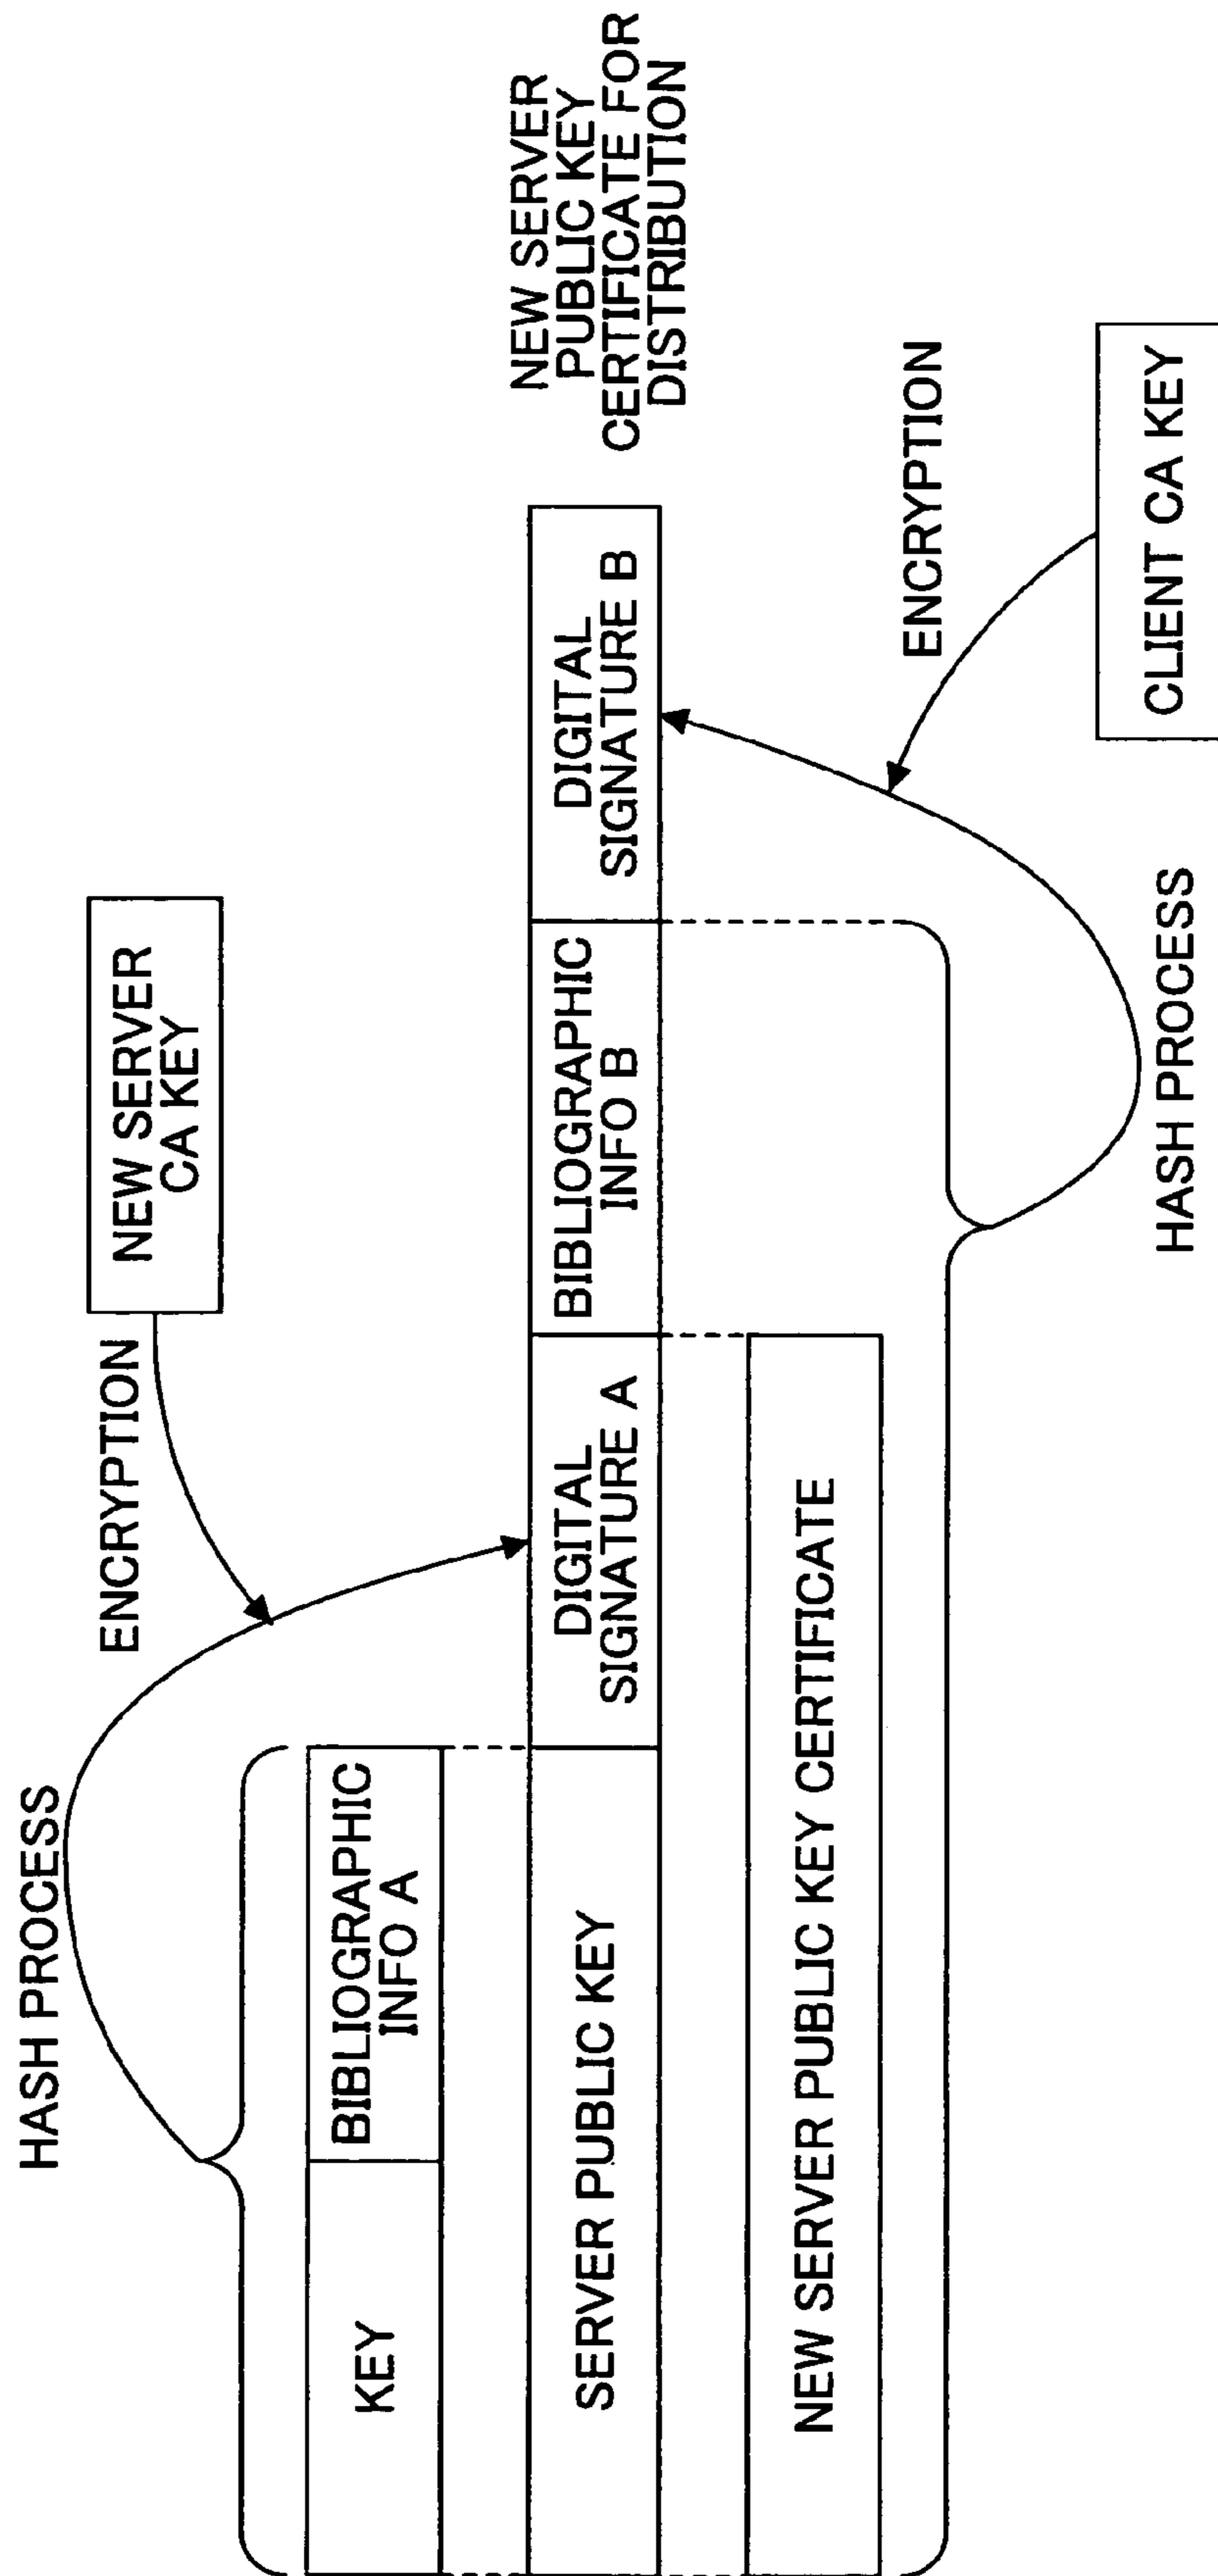 HASH PROCESS
ENCRYPTION
NEW SERVER
CA KEY
KEY
BIBLIOGRAPHIC
INFO A
SERVER PUBLIC KEY
DIGITAL
SIGNATURE A
BIBLIOGRAPHIC
INFO B
DIGITAL
SIGNATURE B
NEW SERVER
PUBLIC KEY
CERTIFICATE FOR
DISTRIBUTION
NEW SERVER PUBLIC KEY CERTIFICATE
ENCRYPTION
HASH PROCESS
CLIENT CA KEY